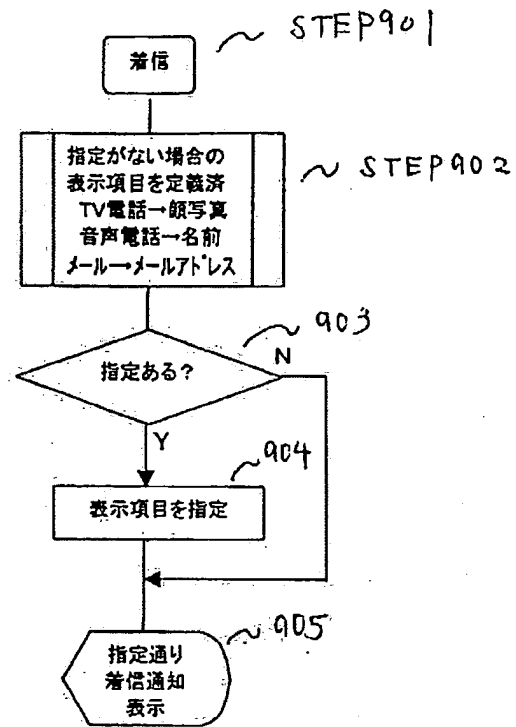 着信
STEP901
指定がない場合の
表示項目を定義済
TV電話→顔写真
音声電話→名前
メール→メールアドレス
STEP902
指定ある?
903
N
Y
904
表示項目を指定
指定通り
着信通知
表示
905